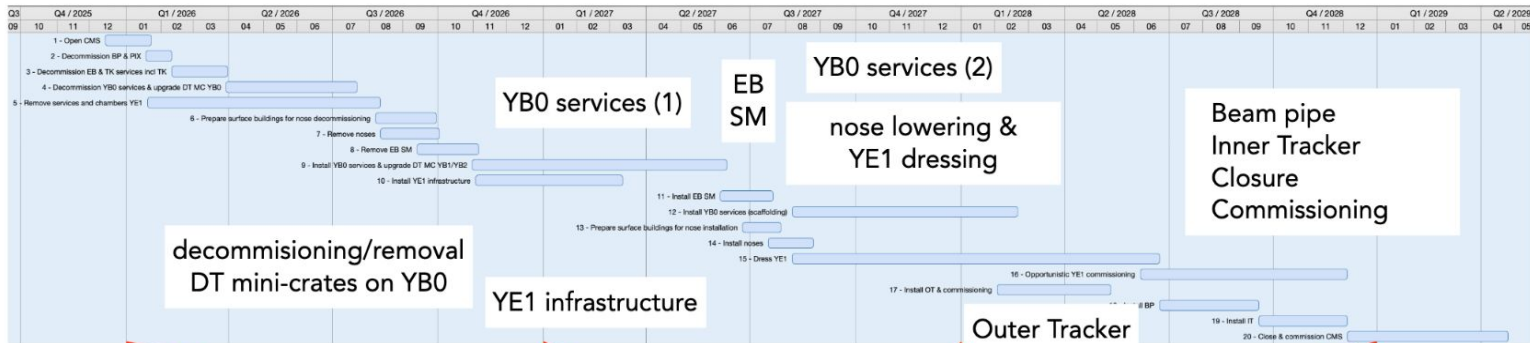 Q3 Q4 / 2025 Q1 / 2026 Q2 / 2026 Q3 / 2026 Q4 / 2026 Q1 / 2027 Q2 / 2027 Q3 / 2027 Q4 / 2027 Q1 / 2028 Q2 / 2028 Q3 / 2028 Q4 / 2028 Q1 / 2029 Q2 / 2029
09 10 11 12 01 02 03 04 05 06 07 08 09 10 11 12 01 02 03 04 05 06 07 08 09 10 11 12 01 02 03 04 05 06 07 08 09 10 11 12 01 02 03 04 05
1 - Open CMS
2 - Decommission BP & PIX
3 - Decommission EB & TK services incl TK
4 - Decommission YB0 services & upgrade DT MC YB0
5 - Remove services and chambers YE1
6 - Prepare surface buildings for nose decommissioning
7 - Remove noses
8 - Remove EB SM
9 - Install YB0 services & upgrade DT MC YB1/YB2
10 - Install YE1 infrastructure
11 - Install EB SM
12 - Install YB0 services (scaffolding)
13 - Prepare surface buildings for nose installation
14 - Install noses
15 - Dress YE1
16 - Opportunistic YE1 commissioning
17 - Install OT & commissioning
BP
19 - Install IT
20 - Close & commission CMS
YB0 services (1)
EB
SM
YB0 services (2)
nose lowering &
YE1 dressing
Beam pipe
Inner Tracker
Closure
Commissioning
decommisioning/removal
DT mini-crates on YB0
YE1 infrastructure
Outer Tracker